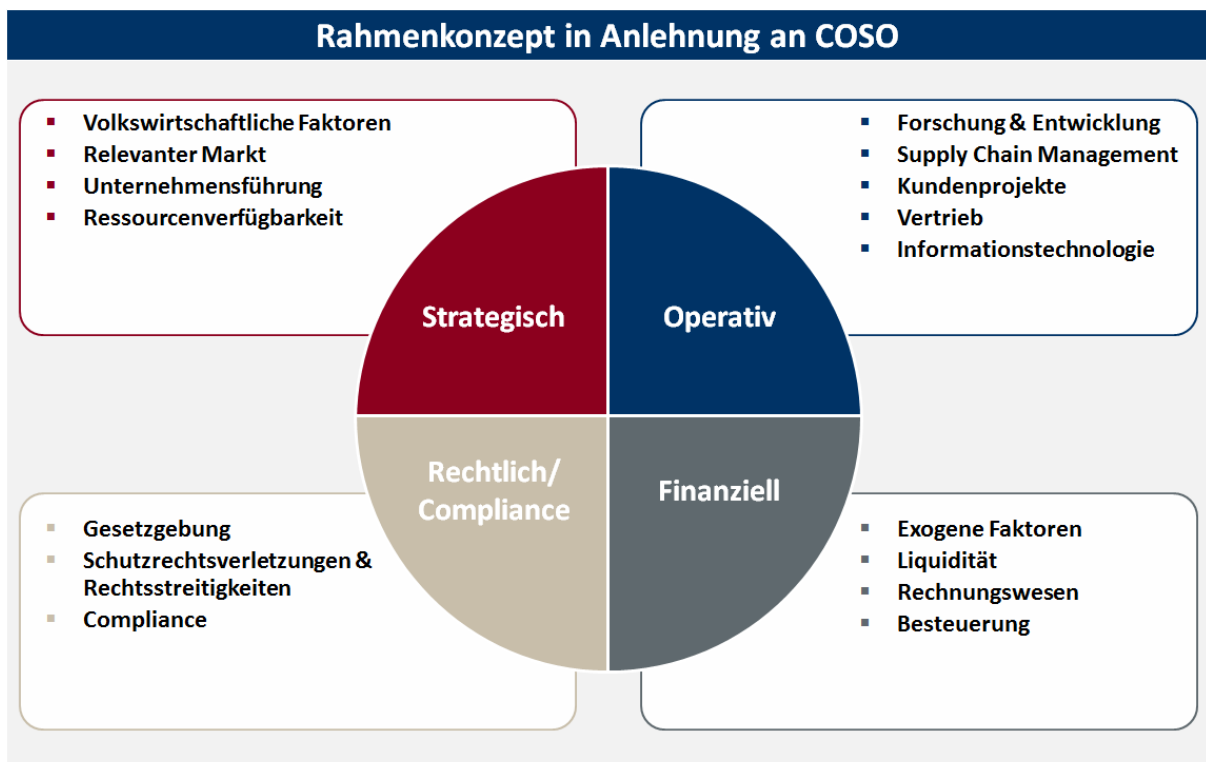 Rahmenkonzept in Anlehnung an COSO
Volkswirtschaftliche Faktoren
Relevanter Markt
Unternehmensführung
Ressourcenverfügbarkeit
Forschung & Entwicklung
Supply Chain Management
Kundenprojekte
Vertrieb
Informationstechnologie
Strategisch
Operativ
Rechtlich/
Compliance
Finanziell
Gesetzgebung
Schutzrechtsverletzungen &
Rechtsstreitigkeiten
Compliance
Exogene Faktoren
Liquidität
Rechnungswesen
Besteuerung